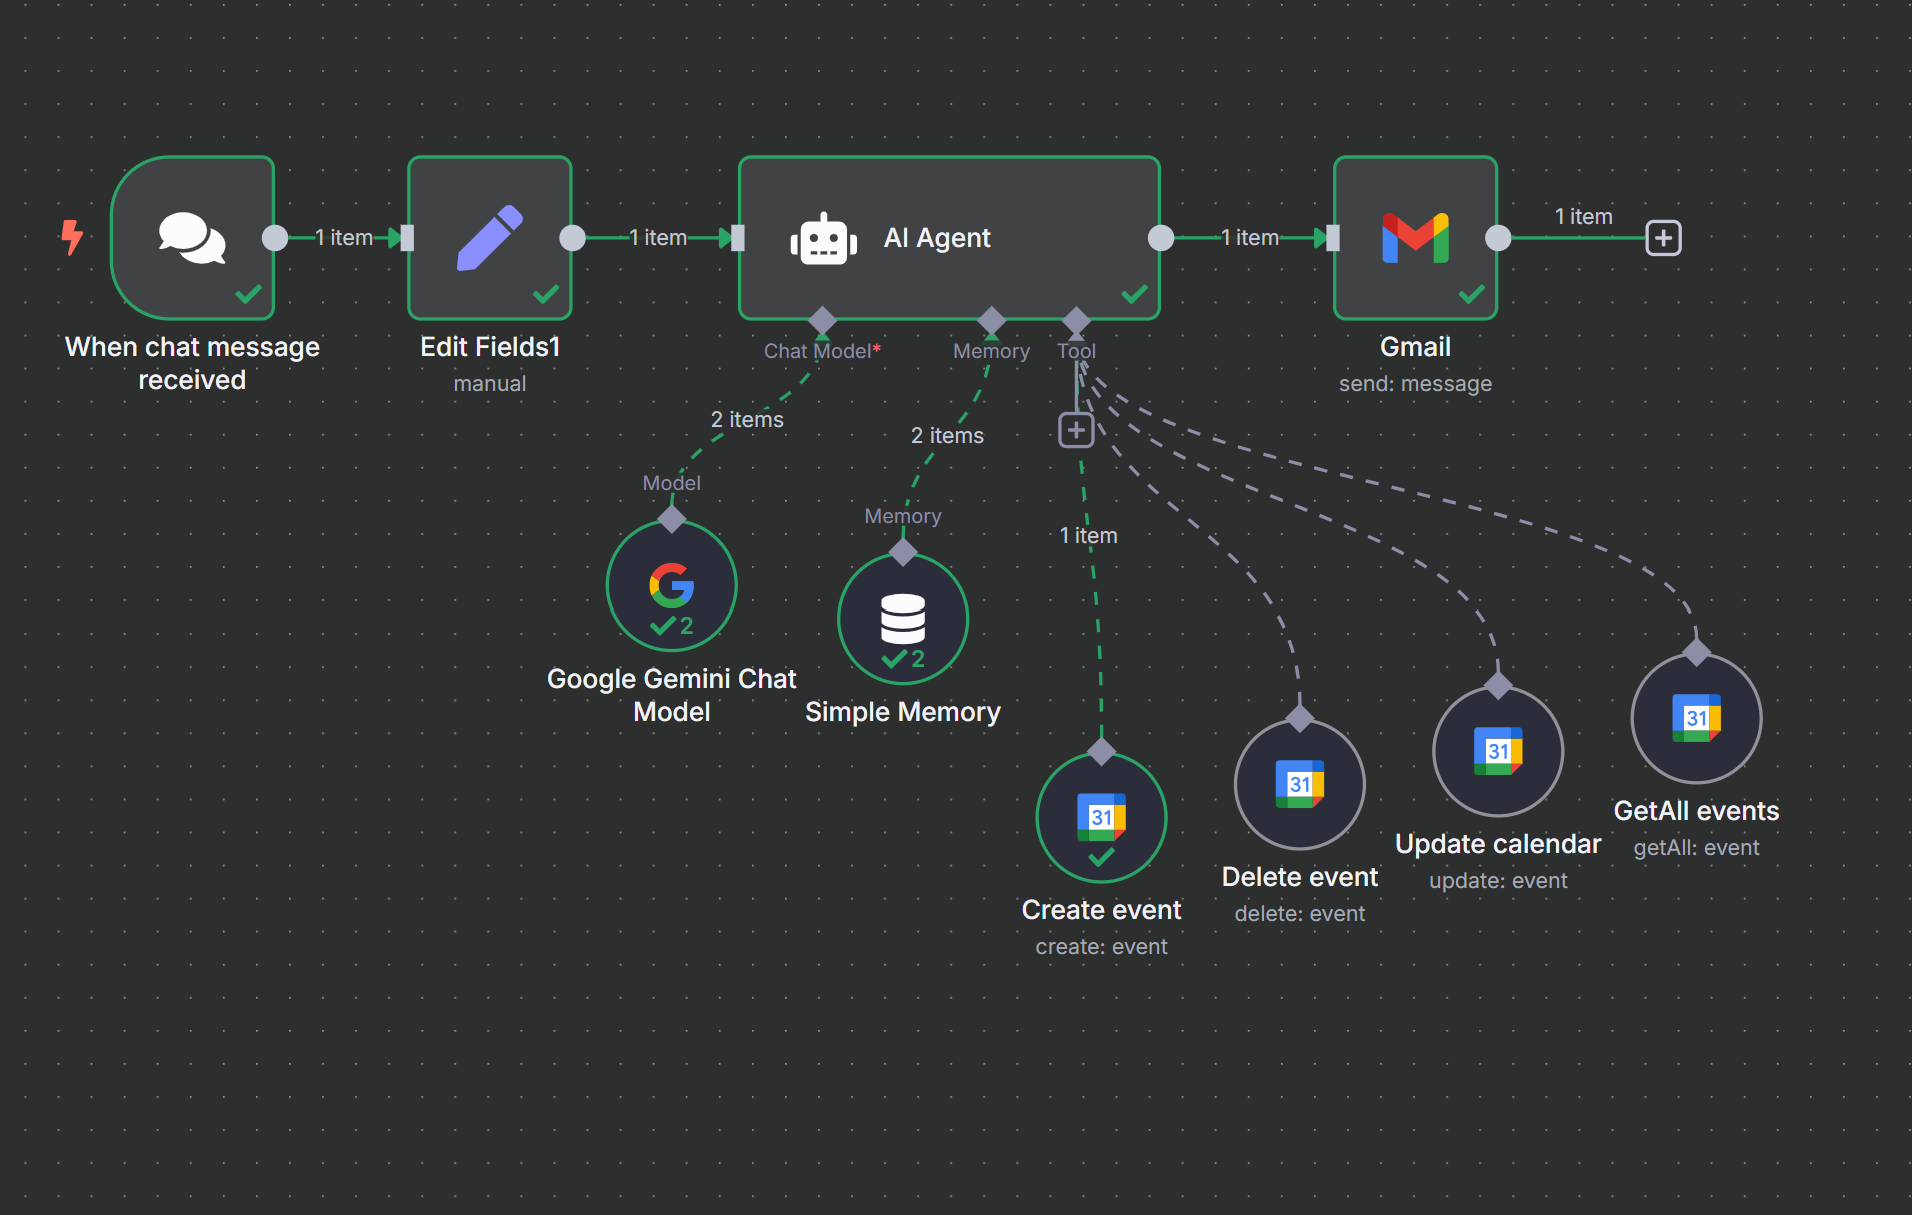 1 item
1 item
AI Agent
1 item
1 item
When chat message
received
Edit Fields1
manual
Chat Model*
Memory
Tool
Gmail
send: message
2 items
2 items
Model
Memory
1 item
2
Google Gemini Chat
Model
2
Simple Memory
31
Create event
create: event
31
Delete event
delete: event
31
Update calendar
update: event
31
GetAll events
getAll: event